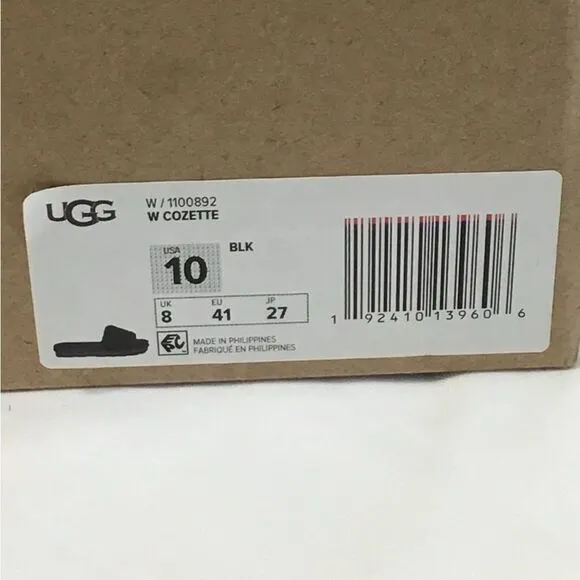 UGG
W / 1100892
W COZETTE
USA
10
BLK
UK EU JP
8 41 27
MADE IN PHILIPPINES
FABRIQUÉ EN PHILIPPINES
1 92410 13960 6